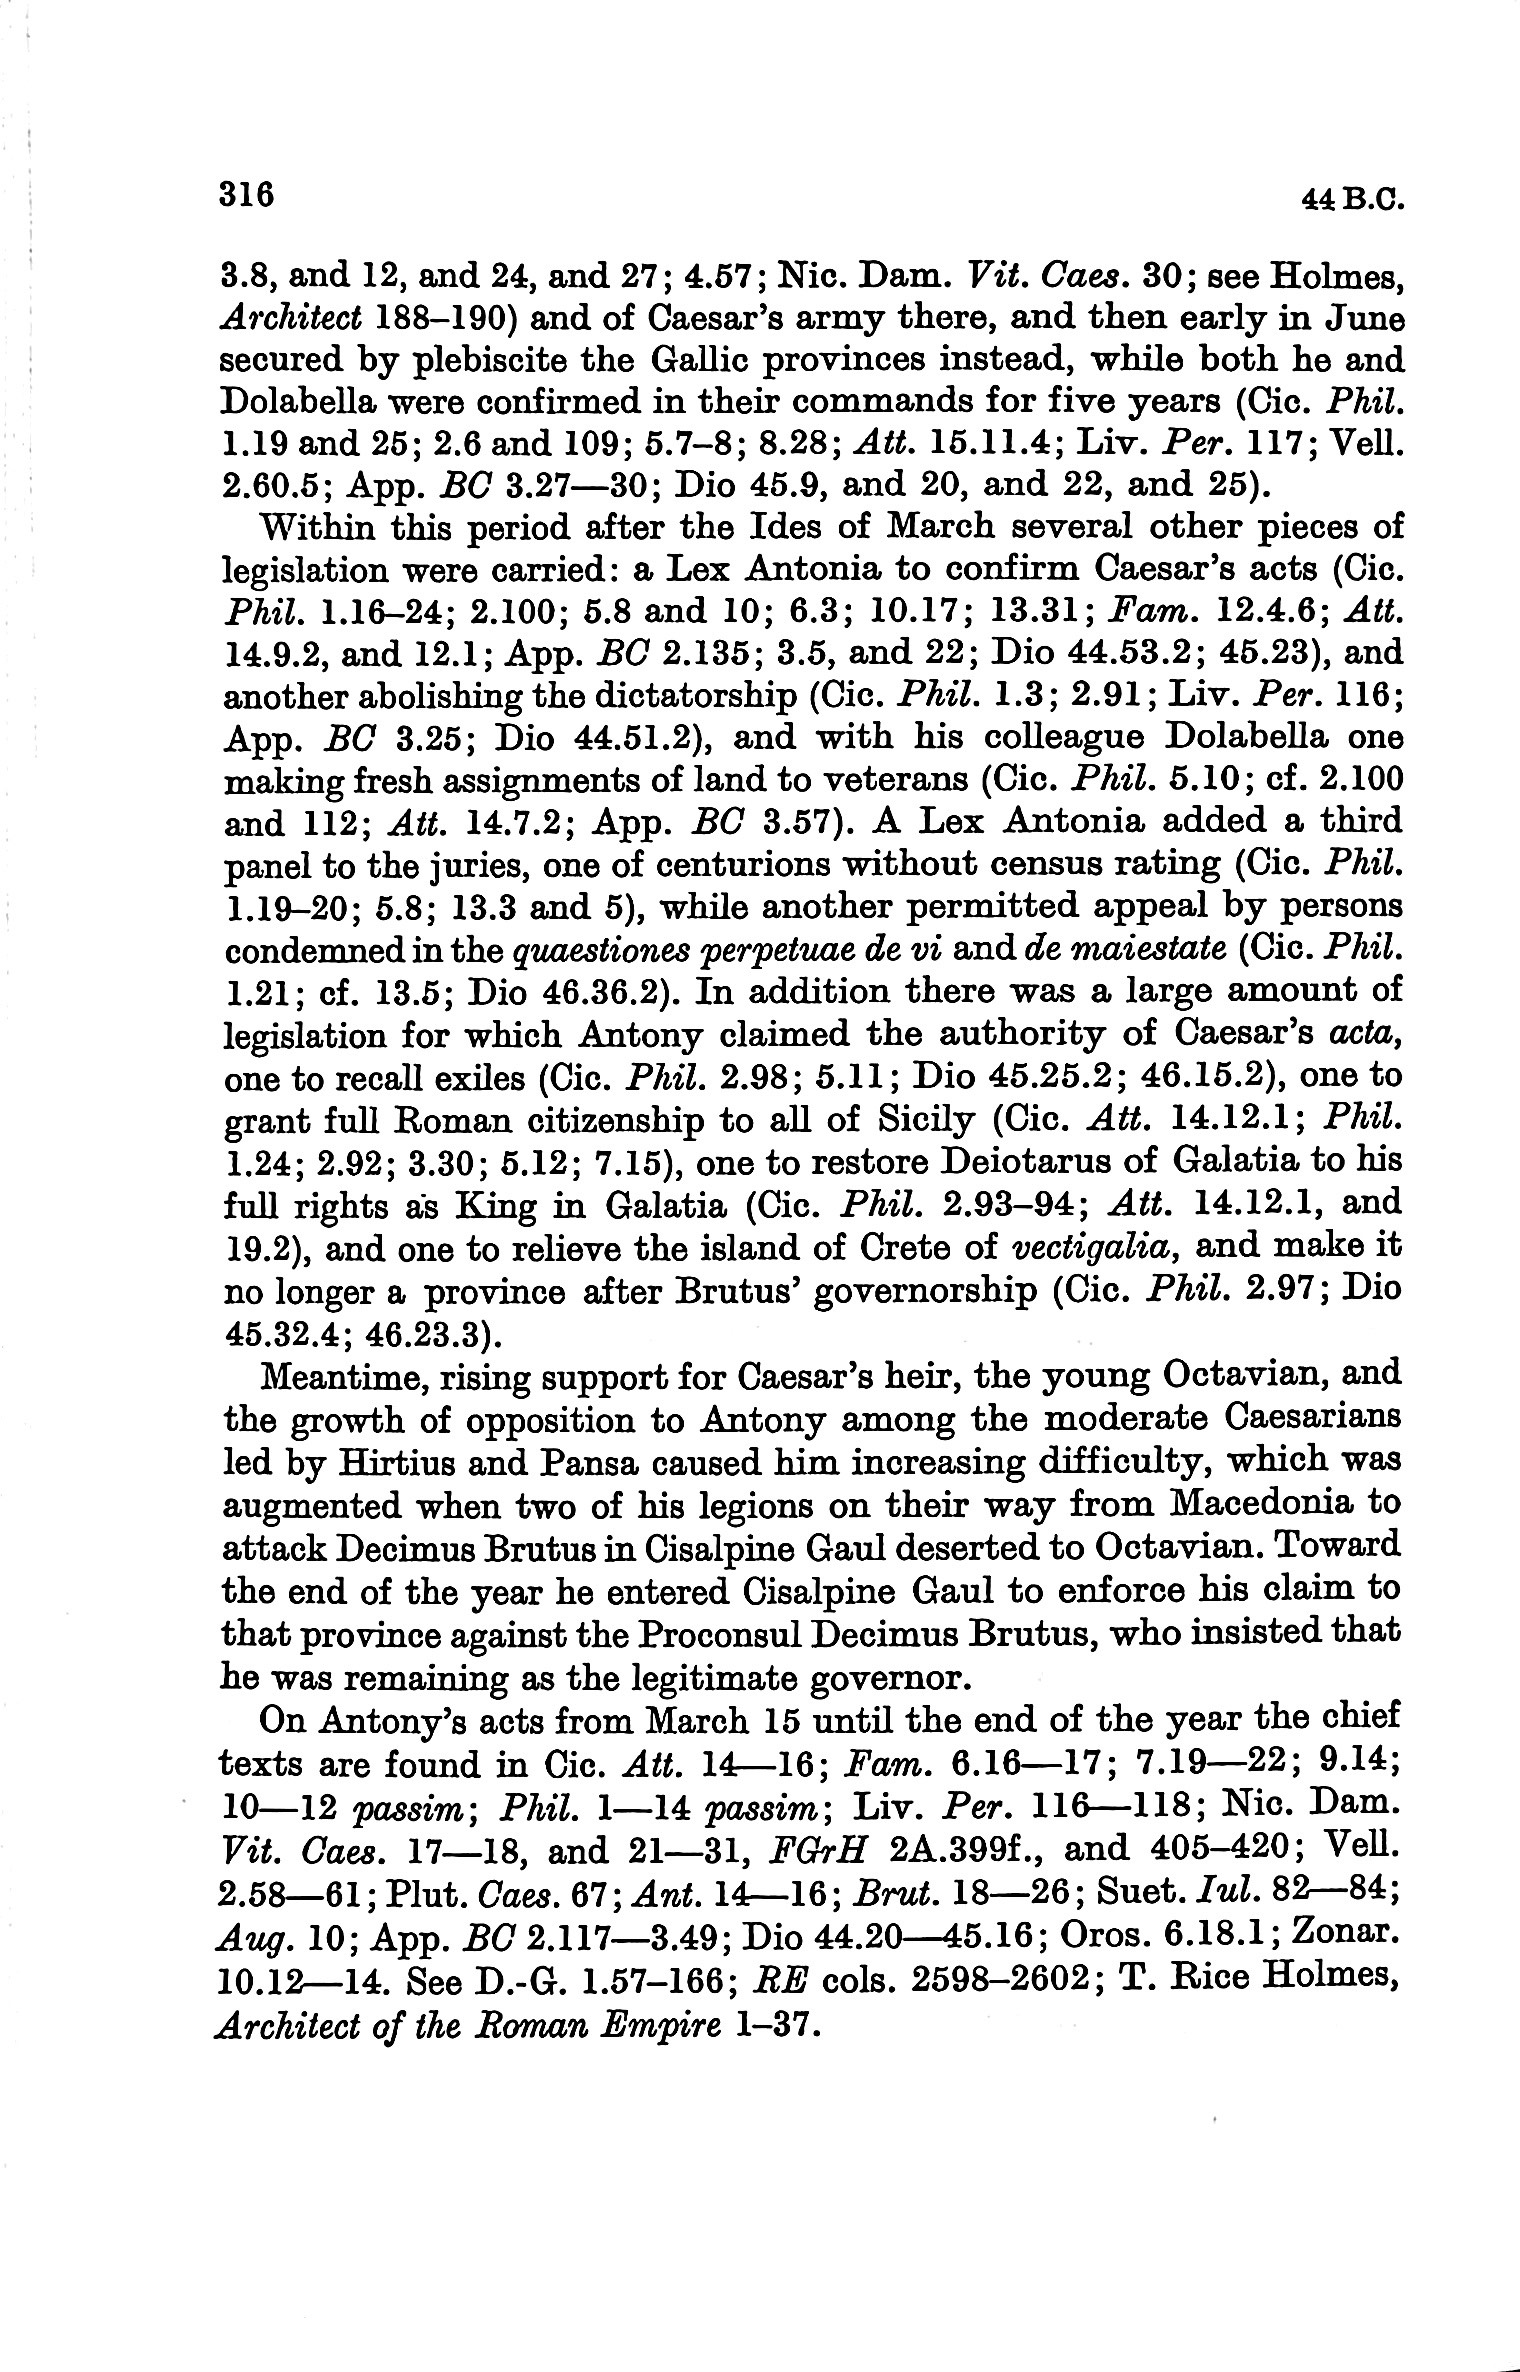 316
44 B.C.
3.8, and 12, and 24, and 27; 4.57; Nic. Dam. Vit. Caes. 30; see Holmes,
Architect 188–190) and of Caesar's army there, and then early in June
secured by plebiscite the Gallic provinces instead, while both he and
Dolabella were confirmed in their commands for five years (Cic. Phil.
1.19 and 25; 2.6 and 109; 5.7–8; 8.28; Att. 15.11.4; Liv. Per. 117; Vell.
2.60.5; App. BC 3.27—30; Dio 45.9, and 20, and 22, and 25).
Within this period after the Ides of March several other pieces of
legislation were carried: a Lex Antonia to confirm Caesar's acts (Cic.
Phil. 1.16–24; 2.100; 5.8 and 10; 6.3; 10.17; 13.31; Fam. 12.4.6; Att.
14.9.2, and 12.1; App. BC 2.135; 3.5, and 22; Dio 44.53.2; 45.23), and
another abolishing the dictatorship (Cic. Phil. 1.3; 2.91; Liv. Per. 116;
App. BC 3.25; Dio 44.51.2), and with his colleague Dolabella one
making fresh assignments of land to veterans (Cic. Phil. 5.10; cf. 2.100
and 112; Att. 14.7.2; App. BC 3.57). A Lex Antonia added a third
panel to the juries, one of centurions without census rating (Cic. Phil.
1.19–20; 5.8; 13.3 and 5), while another permitted appeal by persons
condemned in the quaestiones perpetuae de vi and de maiestate (Cic. Phil.
1.21; cf. 13.5; Dio 46.36.2). In addition there was a large amount of
legislation for which Antony claimed the authority of Caesar's acta,
one to recall exiles (Cic. Phil. 2.98; 5.11; Dio 45.25.2; 46.15.2), one to
grant full Roman citizenship to all of Sicily (Cic. Att. 14.12.1; Phil.
1.24; 2.92; 3.30; 5.12; 7.15), one to restore Deiotarus of Galatia to his
full rights as King in Galatia (Cic. Phil. 2.93–94; Att. 14.12.1, and
19.2), and one to relieve the island of Crete of vectigalia, and make it
no longer a province after Brutus' governorship (Cic. Phil. 2.97; Dio
45.32.4; 46.23.3).
Meantime, rising support for Caesar's heir, the young Octavian, and
the growth of opposition to Antony among the moderate Caesarians
led by Hirtius and Pansa caused him increasing difficulty, which was
augmented when two of his legions on their way from Macedonia to
attack Decimus Brutus in Cisalpine Gaul deserted to Octavian. Toward
the end of the year he entered Cisalpine Gaul to enforce his claim to
that province against the Proconsul Decimus Brutus, who insisted that
he was remaining as the legitimate governor.
On Antony's acts from March 15 until the end of the year the chief
texts are found in Cic. Att. 14—16; Fam. 6.16—17; 7.19—22; 9.14;
10—12 passim; Phil. 1—14 passim; Liv. Per. 116—118; Nic. Dam.
Vit. Caes. 17—18, and 21—31, FGrH 2A.399f., and 405–420; Vell.
2.58—61; Plut. Caes. 67; Ant. 14—16; Brut. 18—26; Suet. Iul. 82—84;
Aug. 10; App. BC 2.117—3.49; Dio 44.20—45.16; Oros. 6.18.1; Zonar.
10.12—14. See D.-G. 1.57–166; RE cols. 2598–2602; T. Rice Holmes,
Architect of the Roman Empire 1–37.